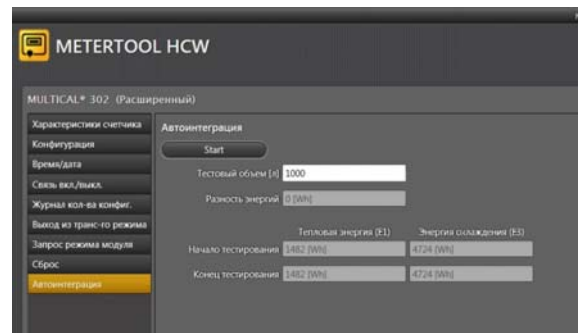 METERTOOL HCW
MULTICAL® 302 (Расширенный)
Характеристики счетчика
Конфигурация
Время/дата
Связь вкл./выкл.
Журнал кол-ва конфиг.
Выход из транс-го режима
Запрос режима модуля
Сброс
Автоинтеграция
Автоинтеграция
Start
Тестовый объем [л] 1000
Разность энергий 0 [Wh]
Тепловая энергия (E1) Энергия охлаждения (E3)
Начало тестирования 1482 [Wh] 4724 [Wh]
Конец тестирования 1482 [Wh] 4724 [Wh]